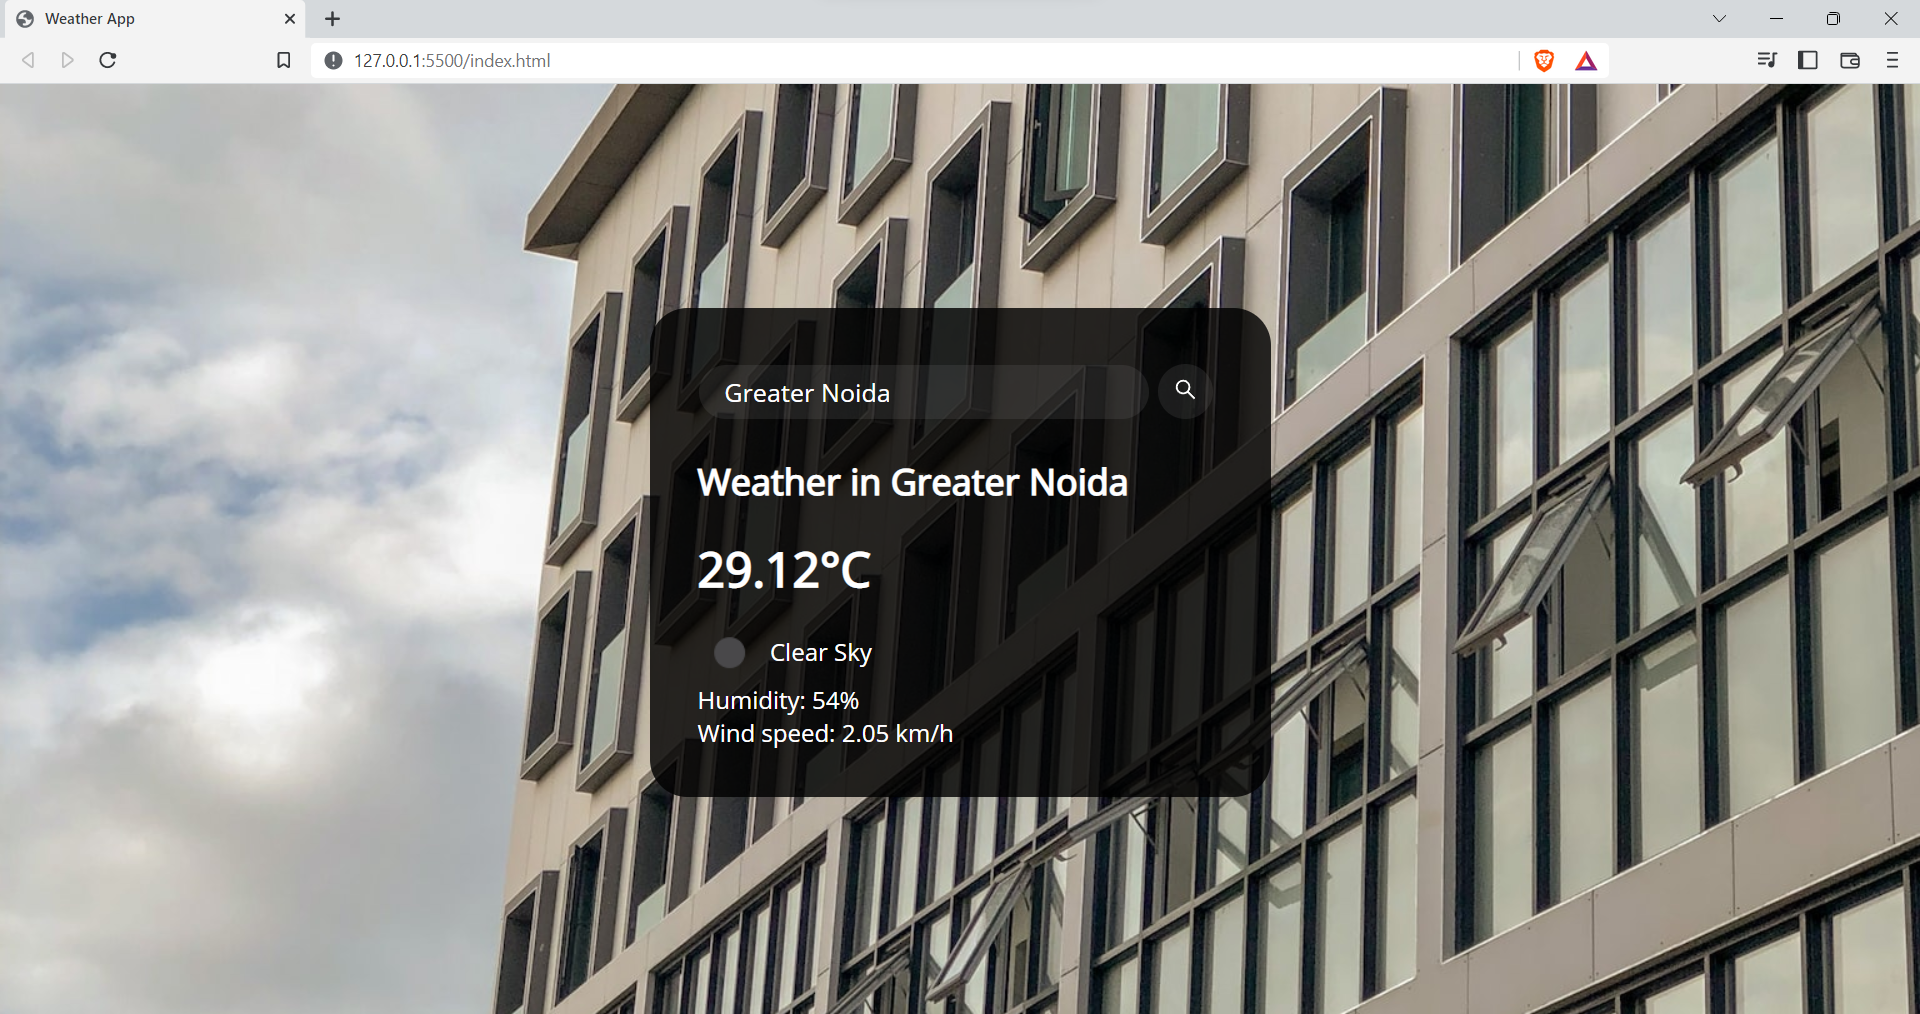 Weather App
127.0.0.1:5500/index.html
Greater Noida
Weather in Greater Noida
29.12°C
Clear Sky
Humidity: 54%
Wind speed: 2.05 km/h